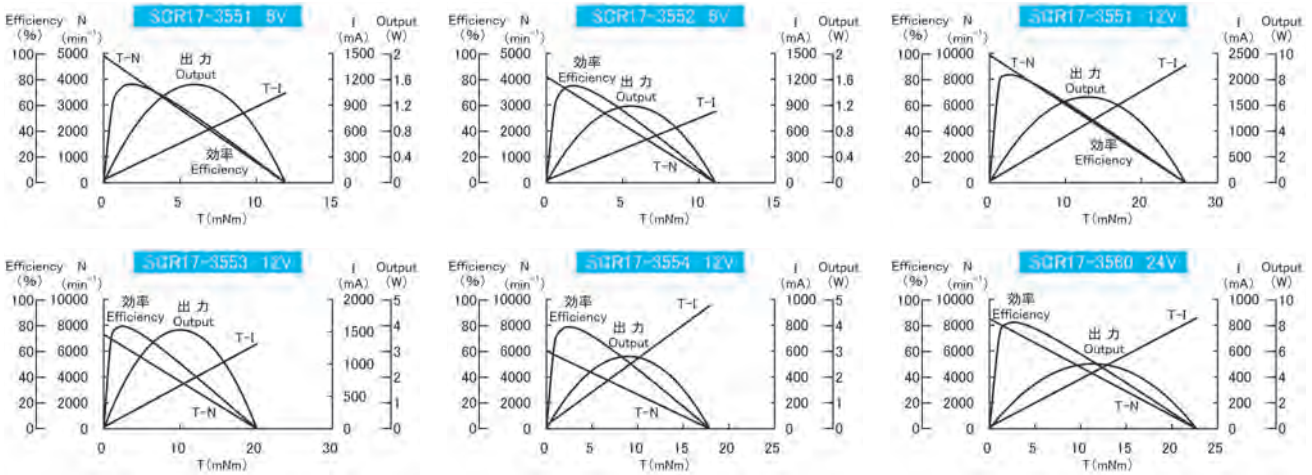 SCR17-3551
Efficiency N
(%) (min⁻¹)
I Output
(mA) (W)
100 5000 1500 2
80 4000 1200 1.6
60 3000 900 1.2
40 2000 600 0.8
20 1000 300 0.4
0 0 0 0
T-N
出 力
Output
T-I
効率
Efficiency
0 5 10 15
T(mNm)
SCR17-3552
Efficiency N
(%) (min⁻¹)
I Output
(mA) (W)
100 5000 1500 2
80 4000 1200 1.6
60 3000 900 1.2
40 2000 600 0.8
20 1000 300 0.4
0 0 0 0
効率
Efficiency
出 力
Output
T-I
T-N
0 5 10 15
T(mNm)
SCR17-3551 12V
Efficiency N
(%) (min⁻¹)
I Output
(mA) (W)
100 10000 2500 10
80 8000 2000 8
60 6000 1500 6
40 4000 1000 4
20 2000 500 2
0 0 0 0
T-N
出 力
Output
T-I
効率
Efficiency
0 10 20 30
T(mNm)
SCR17-3553 12V
Efficiency N
(%) (min⁻¹)
I Output
(mA) (W)
100 10000 2000 5
80 8000 1500 4
60 6000 1000 3
40 4000 500 2
20 2000 1
0 0 0 0
効率
Efficiency
出 力
Output
T-I
T-N
0 10 20 30
T(mNm)
SCR17-3554 12V
Efficiency N
(%) (min⁻¹)
I Output
(mA) (W)
100 10000 1000 5
80 8000 800 4
60 6000 600 3
40 4000 400 2
20 2000 200 1
0 0 0 0
効率
Efficiency
出 力
Output
T-I
T-N
0 5 10 15 20 25
T(mNm)
SCR17-3560 24V
Efficiency N
(%) (min⁻¹)
I Output
(mA) (W)
100 10000 1000 10
80 8000 800 8
60 6000 600 6
40 4000 400 4
20 2000 200 2
0 0 0 0
効率
Efficiency
出 力
Output
T-I
T-N
0 5 10 15 20 25
T(mNm)